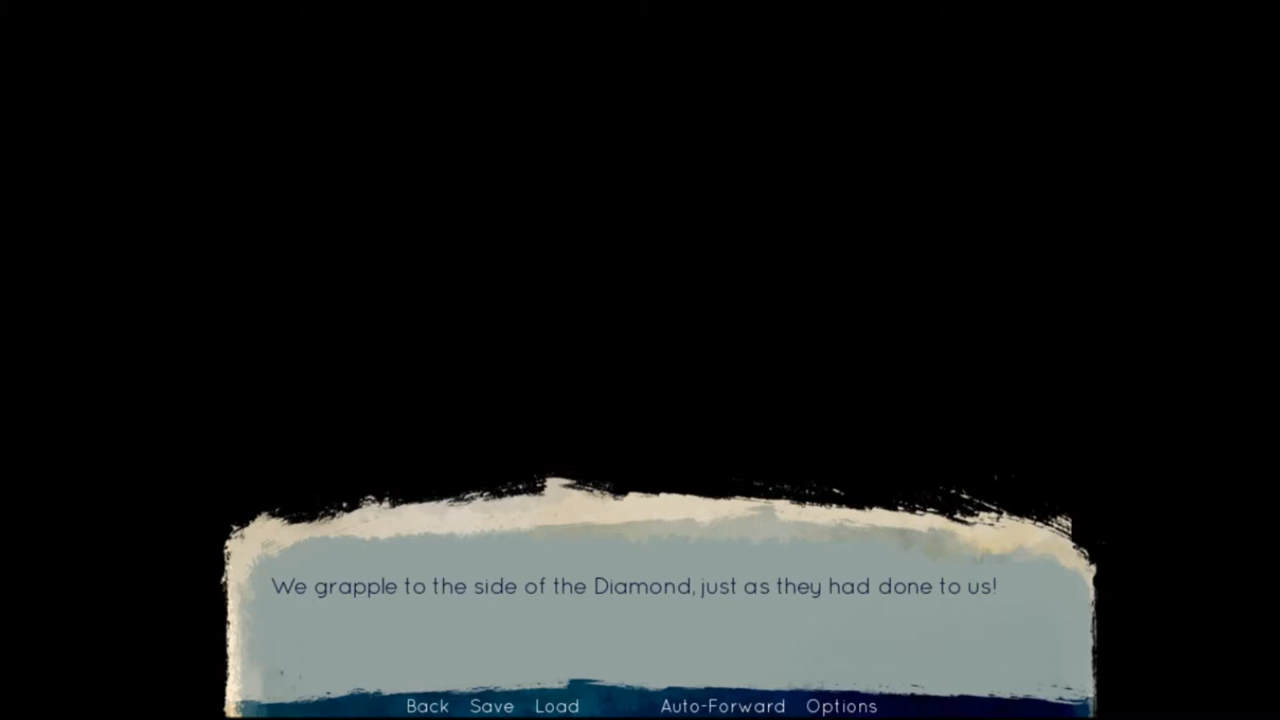 We grapple to the side of the Diamond, just as they had done to us!
Back Save Load Auto-Forward Options